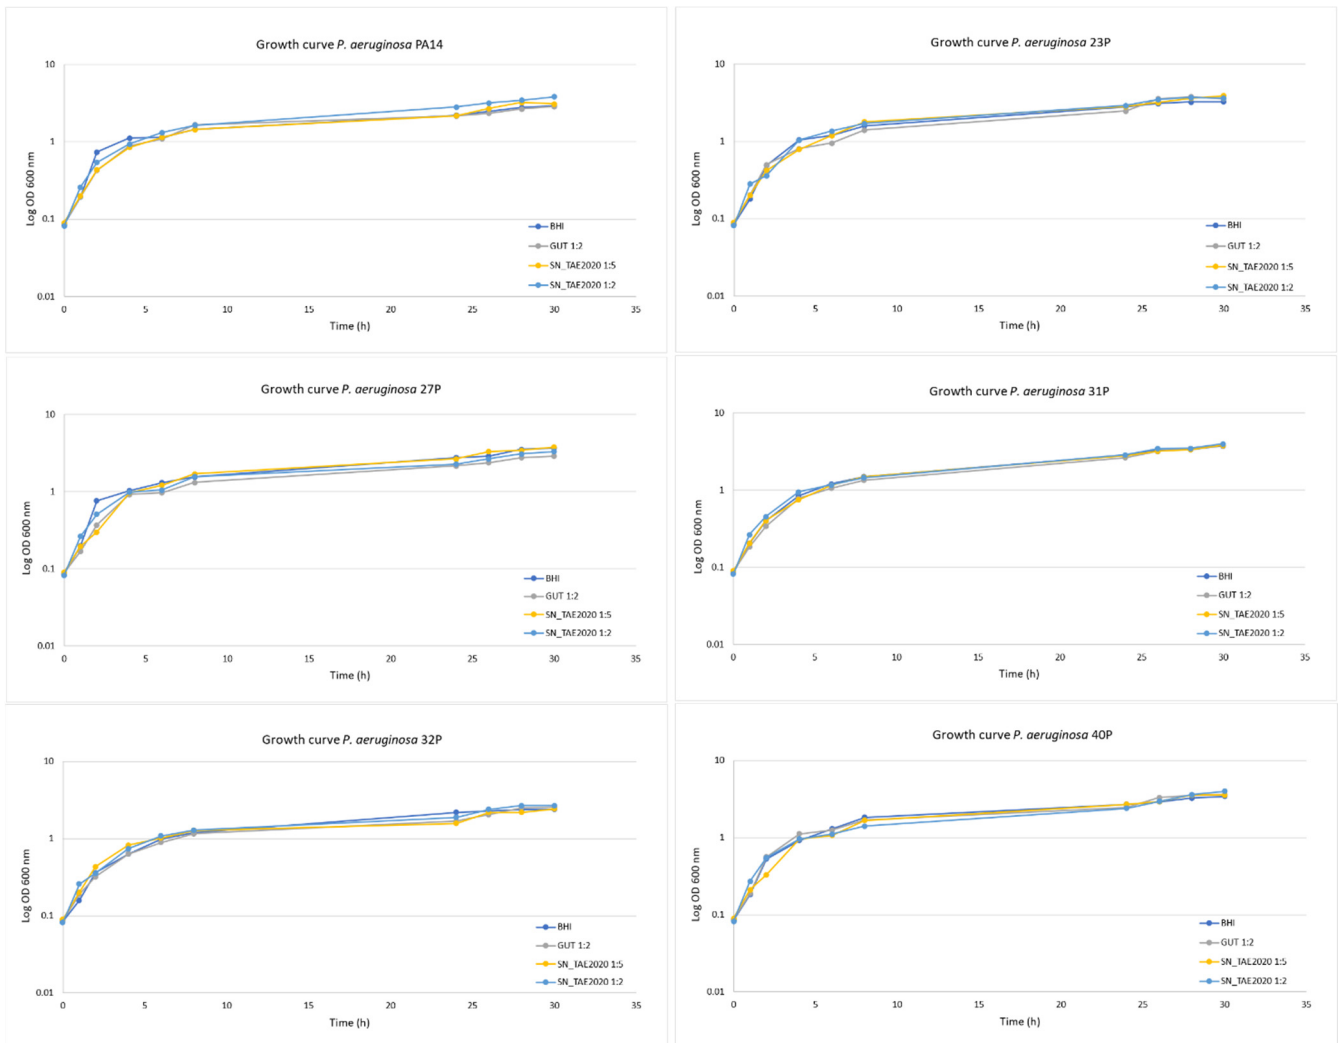 Growth curve P. aeruginosa PA14
10
1
0.1
0.01
Log OD 600 nm
0 5 10 15 20 25 30 35
Time (h)
BHI
GUT 1:2
SN_TAE2020 1:5
SN_TAE2020 1:2
Growth curve P. aeruginosa 23P
10
1
0.1
0.01
Log OD 600 nm
0 5 10 15 20 25 30 35
Time (h)
BHI
GUT 1:2
SN_TAE2020 1:5
SN_TAE2020 1:2
Growth curve P. aeruginosa 27P
10
1
0.1
0.01
Log OD 600 nm
0 5 10 15 20 25 30 35
Time (h)
BHI
GUT 1:2
SN_TAE2020 1:5
SN_TAE2020 1:2
Growth curve P. aeruginosa 31P
10
1
0.1
0.01
Log OD 600 nm
0 5 10 15 20 25 30 35
Time (h)
BHI
GUT 1:2
SN_TAE2020 1:5
SN_TAE2020 1:2
Growth curve P. aeruginosa 32P
10
1
0.1
0.01
Log OD 600 nm
0 5 10 15 20 25 30 35
Time (h)
BHI
GUT 1:2
SN_TAE2020 1:5
SN_TAE2020 1:2
Growth curve P. aeruginosa 40P
10
1
0.1
0.01
Log OD 600 nm
0 5 10 15 20 25 30 35
Time (h)
BHI
GUT 1:2
SN_TAE2020 1:5
SN_TAE2020 1:2